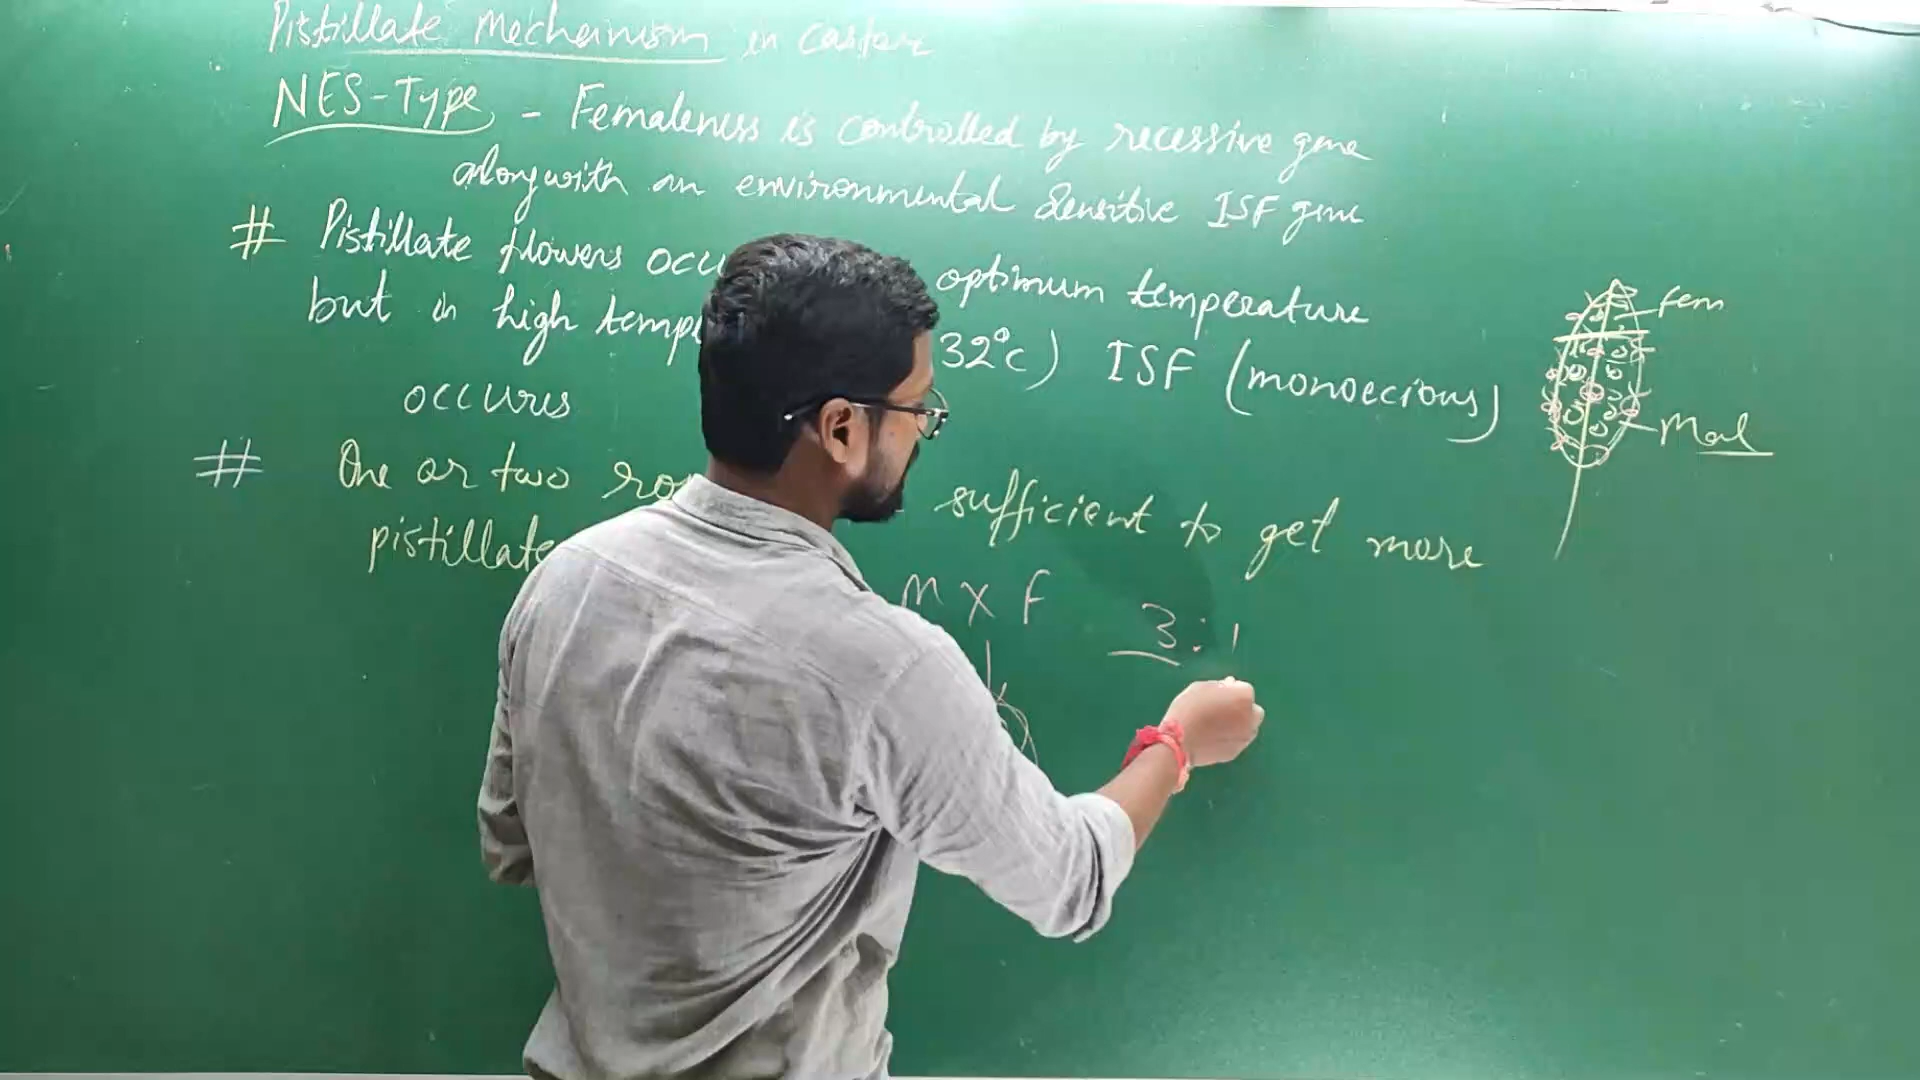 Pistillate Mechanism in castor
NES-Type - Femaleness is controlled by recessive gene
alongwith an environmental sensitive ISF gene
# Pistillate flowers occu optimum temperature
but in high tempe 32°c) ISF (monoecious)
occures
# One or two ro sufficient to get more
pistillate
M X F 3:1
Fem
Mal